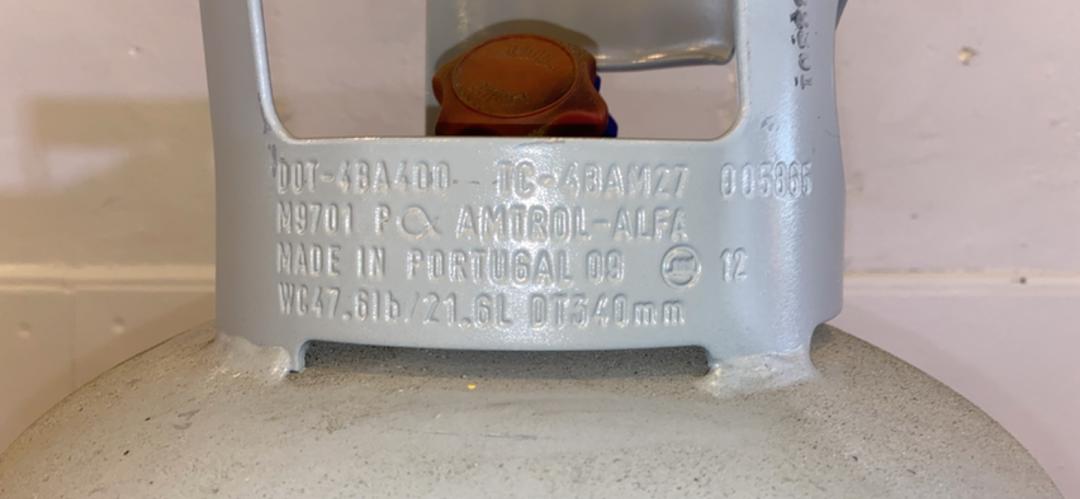 DOT-4BA400 TC-4BAM27 005865
M9701 P AMTROL-ALFA
MADE IN PORTUGAL 09 12
WC47.6lb/21.6L DT340mm